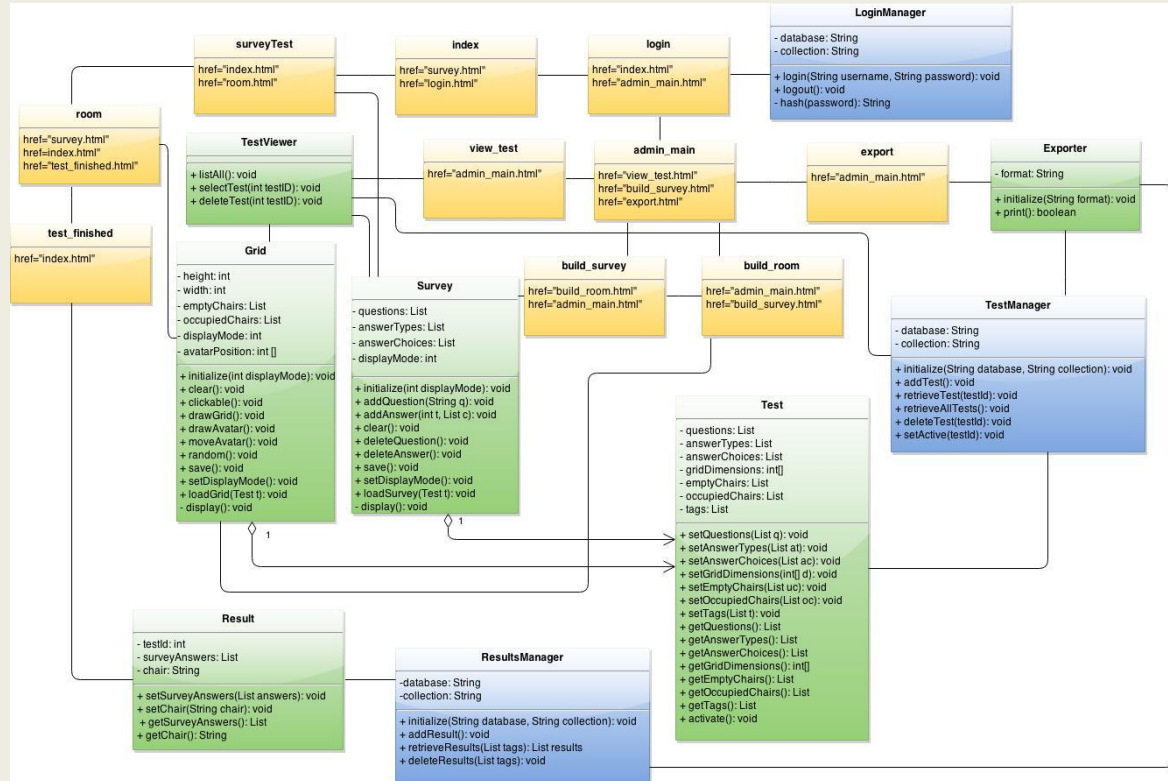 LoginManager
- database: String
- collection: String
+ login(String username, String password): void
+ logout(): void
- hash(password): String
surveyTest
href="index.html"
href="room.html"
index
href="survey.html"
href="login.html"
login
href="index.html"
href="admin_main.html"
room
href="survey.html"
href=index.html"
href="test_finished.html"
TestViewer
+ listAll(): void
+ selectTest(int testID): void
+ deleteTest(int testID): void
view_test
href="admin_main.html"
admin_main
href="view_test.html"
href="build_survey.html"
href="export.html"
export
href="admin_main.html"
Exporter
- format: String
+ initialize(String format): void
+ print(): boolean
test_finished
href="index.html"
Grid
- height: int
- width: int
- emptyChairs: List
- occupiedChairs: List
- displayMode: int
- avatarPosition: int []
+ initialize(int displayMode): void
+ clear(): void
+ clickable(): void
+ drawGrid(): void
+ drawAvatar(): void
+ moveAvatar(): void
+ random(): void
+ save(): void
+ setDisplayMode(): void
+ loadGrid(Test t): void
- display(): void
1
Survey
- questions: List
- answerTypes: List
- answerChoices: List
- displayMode: int
+ initialize(int displayMode): void
+ addQuestion(String q): void
+ addAnswer(int t, List c): void
+ clear(): void
+ deleteQuestion(): void
+ deleteAnswer(): void
+ save(): void
+ setDisplayMode(): void
+ loadSurvey(Test t): void
- display(): void
1
build_survey
href="build_room.html"
href="admin_main.html"
build_room
href="admin_main.html"
href="build_survey.html"
TestManager
- database: String
- collection: String
+ initialize(String database, String collection): void
+ addTest(): void
+ retrieveTest(testId): void
+ retrieveAllTests(): void
+ deleteTest(testId): void
+ setActive(testId): void
Test
- questions: List
- answerTypes: List
- answerChoices: List
- gridDimensions: int[]
- emptyChairs: List
- occupiedChairs: List
- tags: List
+ setQuestions(List q): void
+ setAnswerTypes(List at): void
+ setAnswerChoices(List ac): void
+ setGridDimensions(int[] d): void
+ setEmptyChairs(List uc): void
+ setOccupiedChairs(List oc): void
+ setTags(List t): void
+ getQuestions(): List
+ getAnswerTypes(): List
+ getAnswerChoices(): List
+ getGridDimensions(): int[]
+ getEmptyChairs(): List
+ getOccupiedChairs(): List
+ getTags(): List
+ activate(): void
Result
- testId: int
- surveyAnswers: List
- chair: String
+ setSurveyAnswers(List answers): void
+ setChair(String chair): void
+ getSurveyAnswers(): List
+ getChair(): String
ResultsManager
-database: String
-collection: String
+ initialize(String database, String collection): void
+ addResult(): void
+ retrieveResults(List tags): List results
+ deleteResults(List tags): void